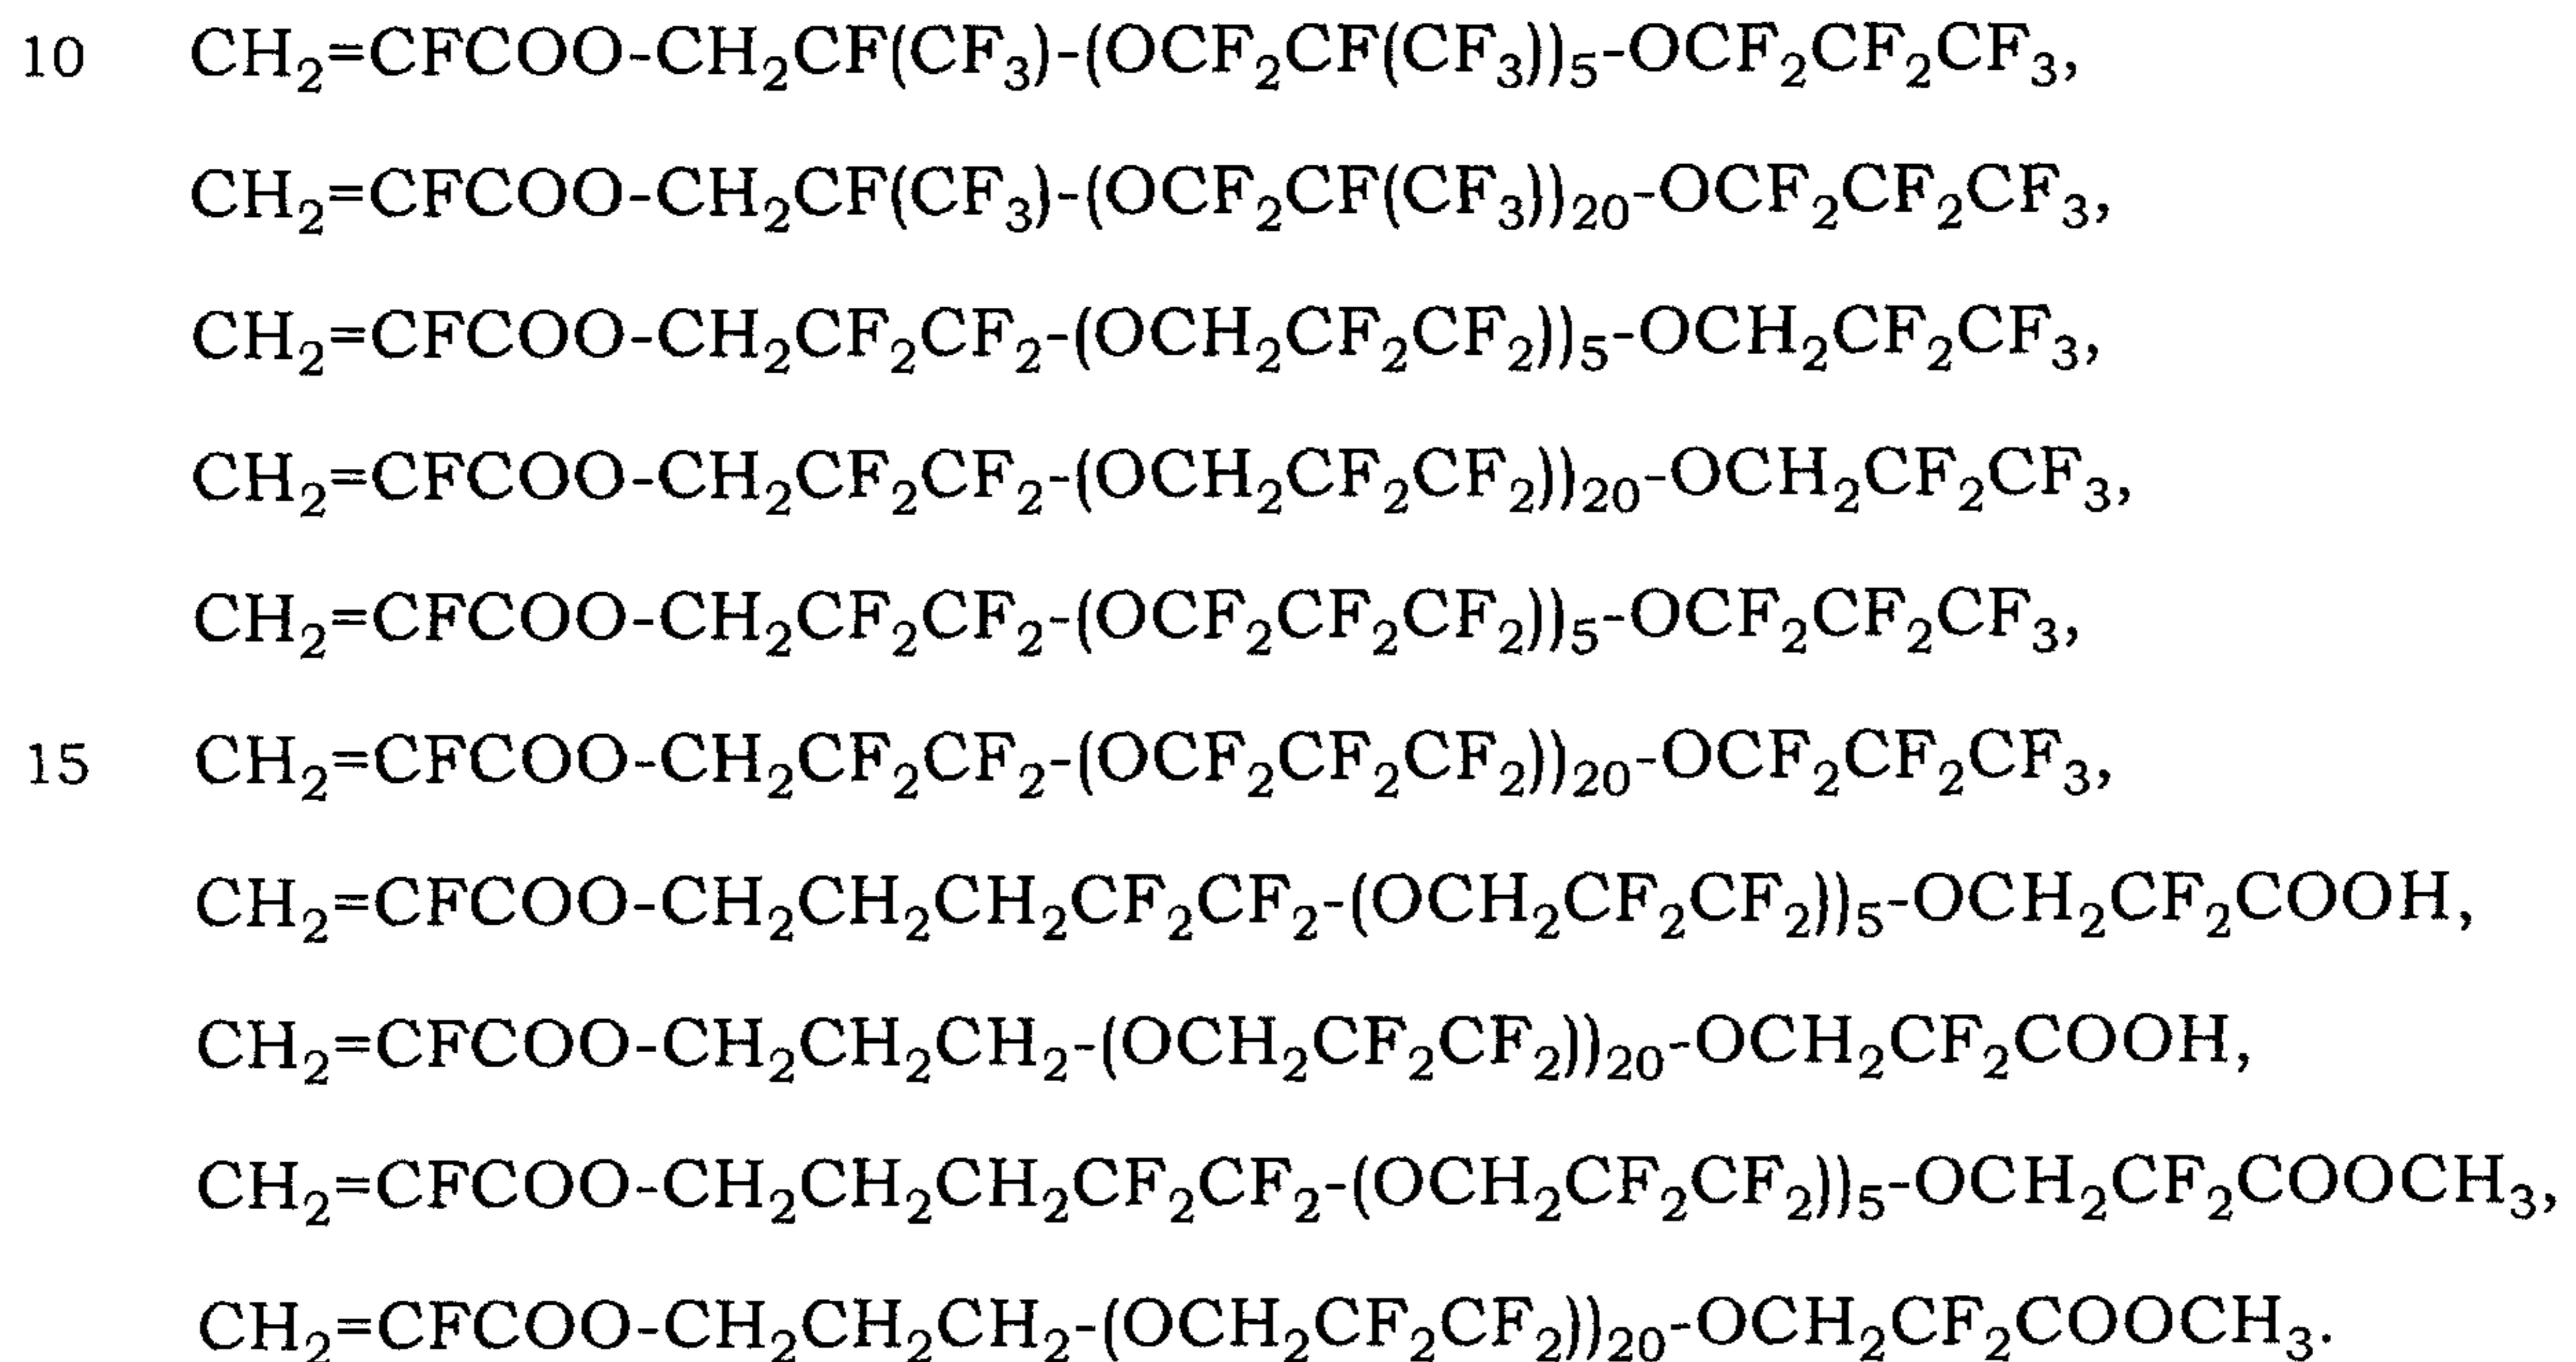 10 CH₂=CFCOO-CH₂CF(CF₃)-(OCF₂CF(CF₃))₅-OCF₂CF₂CF₃,
CH₂=CFCOO-CH₂CF(CF₃)-(OCF₂CF(CF₃))₂₀-OCF₂CF₂CF₃,
CH₂=CFCOO-CH₂CF₂CF₂-(OCH₂CF₂CF₂))₅-OCH₂CF₂CF₃,
CH₂=CFCOO-CH₂CF₂CF₂-(OCH₂CF₂CF₂))₂₀-OCH₂CF₂CF₃,
CH₂=CFCOO-CH₂CF₂CF₂-(OCF₂CF₂CF₂))₅-OCF₂CF₂CF₃,
15 CH₂=CFCOO-CH₂CF₂CF₂-(OCF₂CF₂CF₂))₂₀-OCF₂CF₂CF₃,
CH₂=CFCOO-CH₂CH₂CH₂CF₂CF₂-(OCH₂CF₂CF₂))₅-OCH₂CF₂COOH,
CH₂=CFCOO-CH₂CH₂CH₂-(OCH₂CF₂CF₂))₂₀-OCH₂CF₂COOH,
CH₂=CFCOO-CH₂CH₂CH₂CF₂CF₂-(OCH₂CF₂CF₂))₅-OCH₂CF₂COOCH₃,
CH₂=CFCOO-CH₂CH₂CH₂-(OCH₂CF₂CF₂))₂₀-OCH₂CF₂COOCH₃.